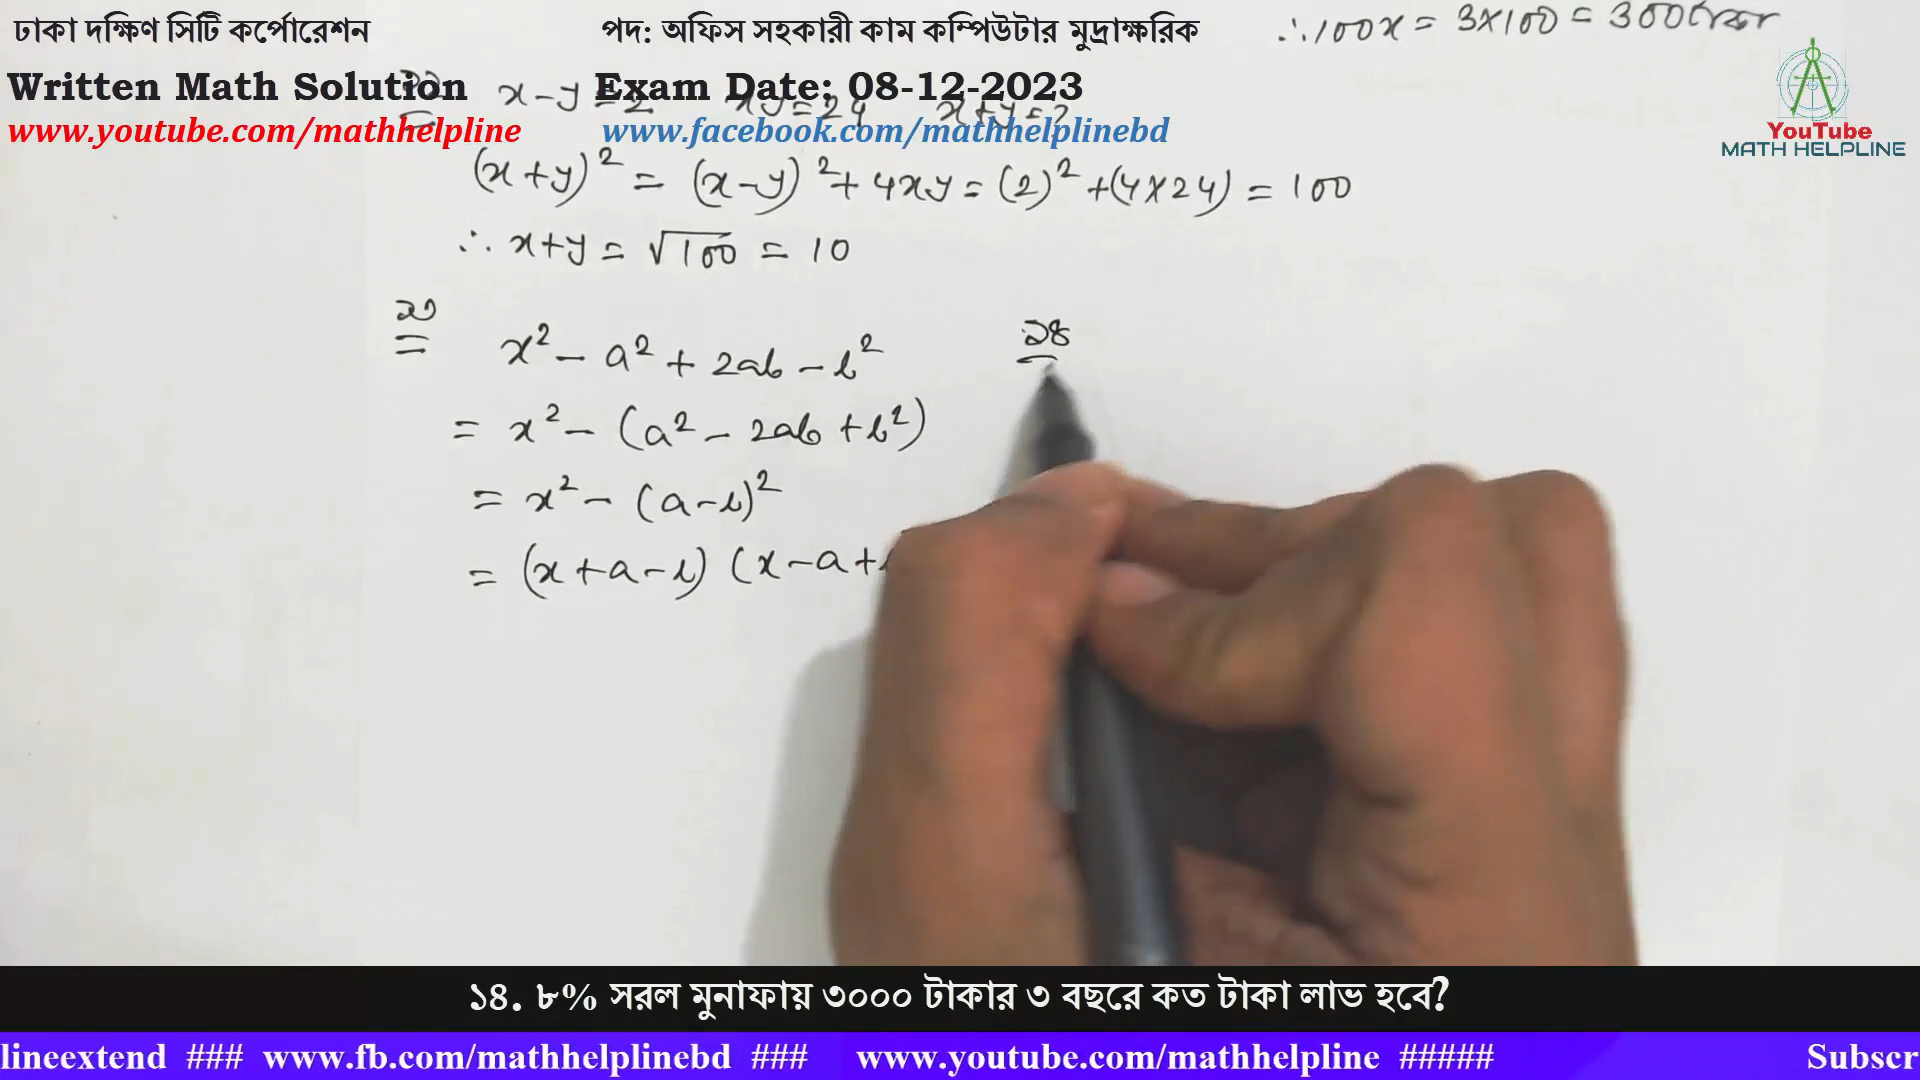 ঢাকা দক্ষিণ সিটি কর্পোরেশন
পদ: অফিস সহকারী কাম কম্পিউটার মুদ্রাক্ষরিক
∴100x = 3×100 = 300
Written Math Solution
Exam Date: 08-12-2023
x-y=2 xy=24 x+y=?
www.youtube.com/mathhelpline
www.facebook.com/mathhelplinebd
YouTube
MATH HELPLINE
(x+y)² = (x-y)² + 4xy = (2)² + (4×24) = 100
∴ x+y = √100 = 10
১৩
x² - a² + 2ab - b²
= x² - (a² - 2ab + b²)
= x² - (a-b)²
= (x+a-b) (x-a+
১৪
১৪. ৮% সরল মুনাফায় ৩০০০ টাকার ৩ বছরে কত টাকা লাভ হবে?
lineextend ### www.fb.com/mathhelplinebd ### www.youtube.com/mathhelpline ##### Subscr